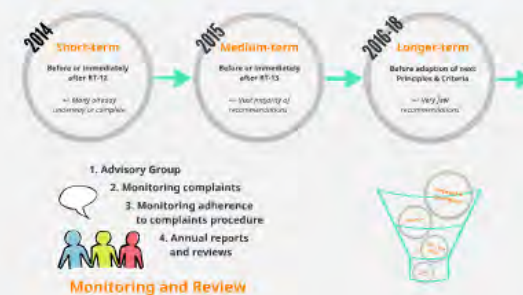 2014
Short-term
Before or immediately
after RT-12
— Many already
underway or complete
2015
Medium-term
Before or immediately
after RT-13
— Vast majority of
recommendations
2016-18
Longer-term
Before adoption of next
Principles & Criteria
— Very few
recommendations
1. Advisory Group
2. Monitoring complaints
3. Monitoring adherence
to complaints procedure
4. Annual reports
and reviews
Monitoring and Review